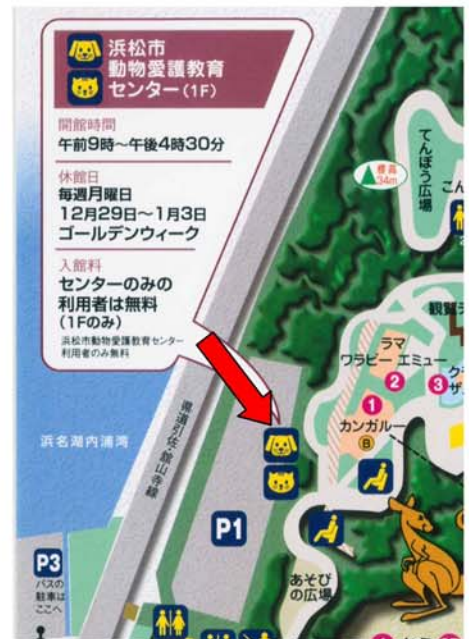 浜松市
動物愛護教育
センター(1F)
開館時間
午前9時～午後4時30分
休館日
毎週月曜日
12月29日～1月3日
ゴールデンウィーク
入館料
センターのみの
利用者は無料
(1Fのみ)
浜松市動物愛護教育センター
利用者のみ無料
てんぼう広場
標高
34m
こん
観覧
ラマ
ワラビー エミュー
2
3
ク
ザ
1
カンガルー
B
県道引佐・舘山寺線
浜名湖内浦湾
P1
P3
バスの
駐車は
ここへ
あそび
の広場